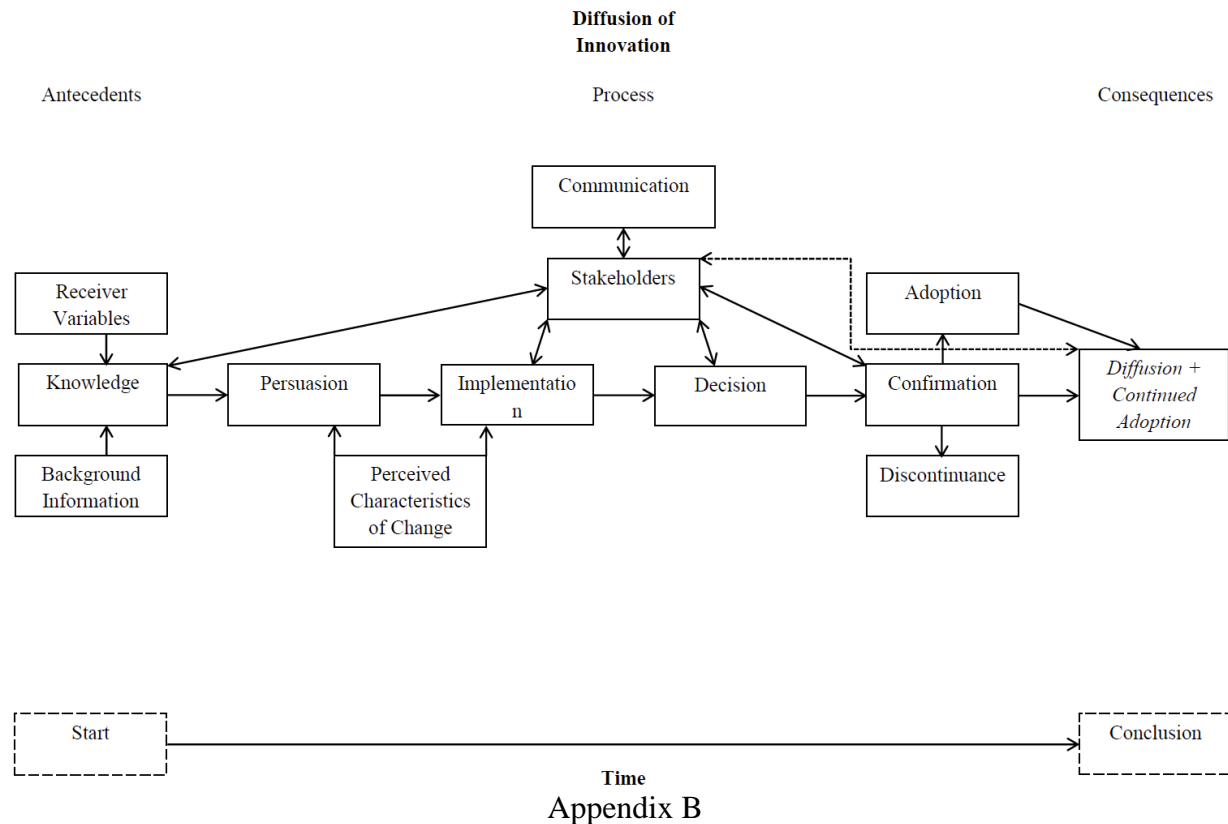 Diffusion of
Innovation
Antecedents
Process
Consequences
Communication
Stakeholders
Receiver
Variables
Adoption
Knowledge
Persuasion
Implementatio
n
Decision
Confirmation
Diffusion +
Continued
Adoption
Background
Information
Perceived
Characteristics
of Change
Discontinuance
Start
Conclusion
Time
Appendix B